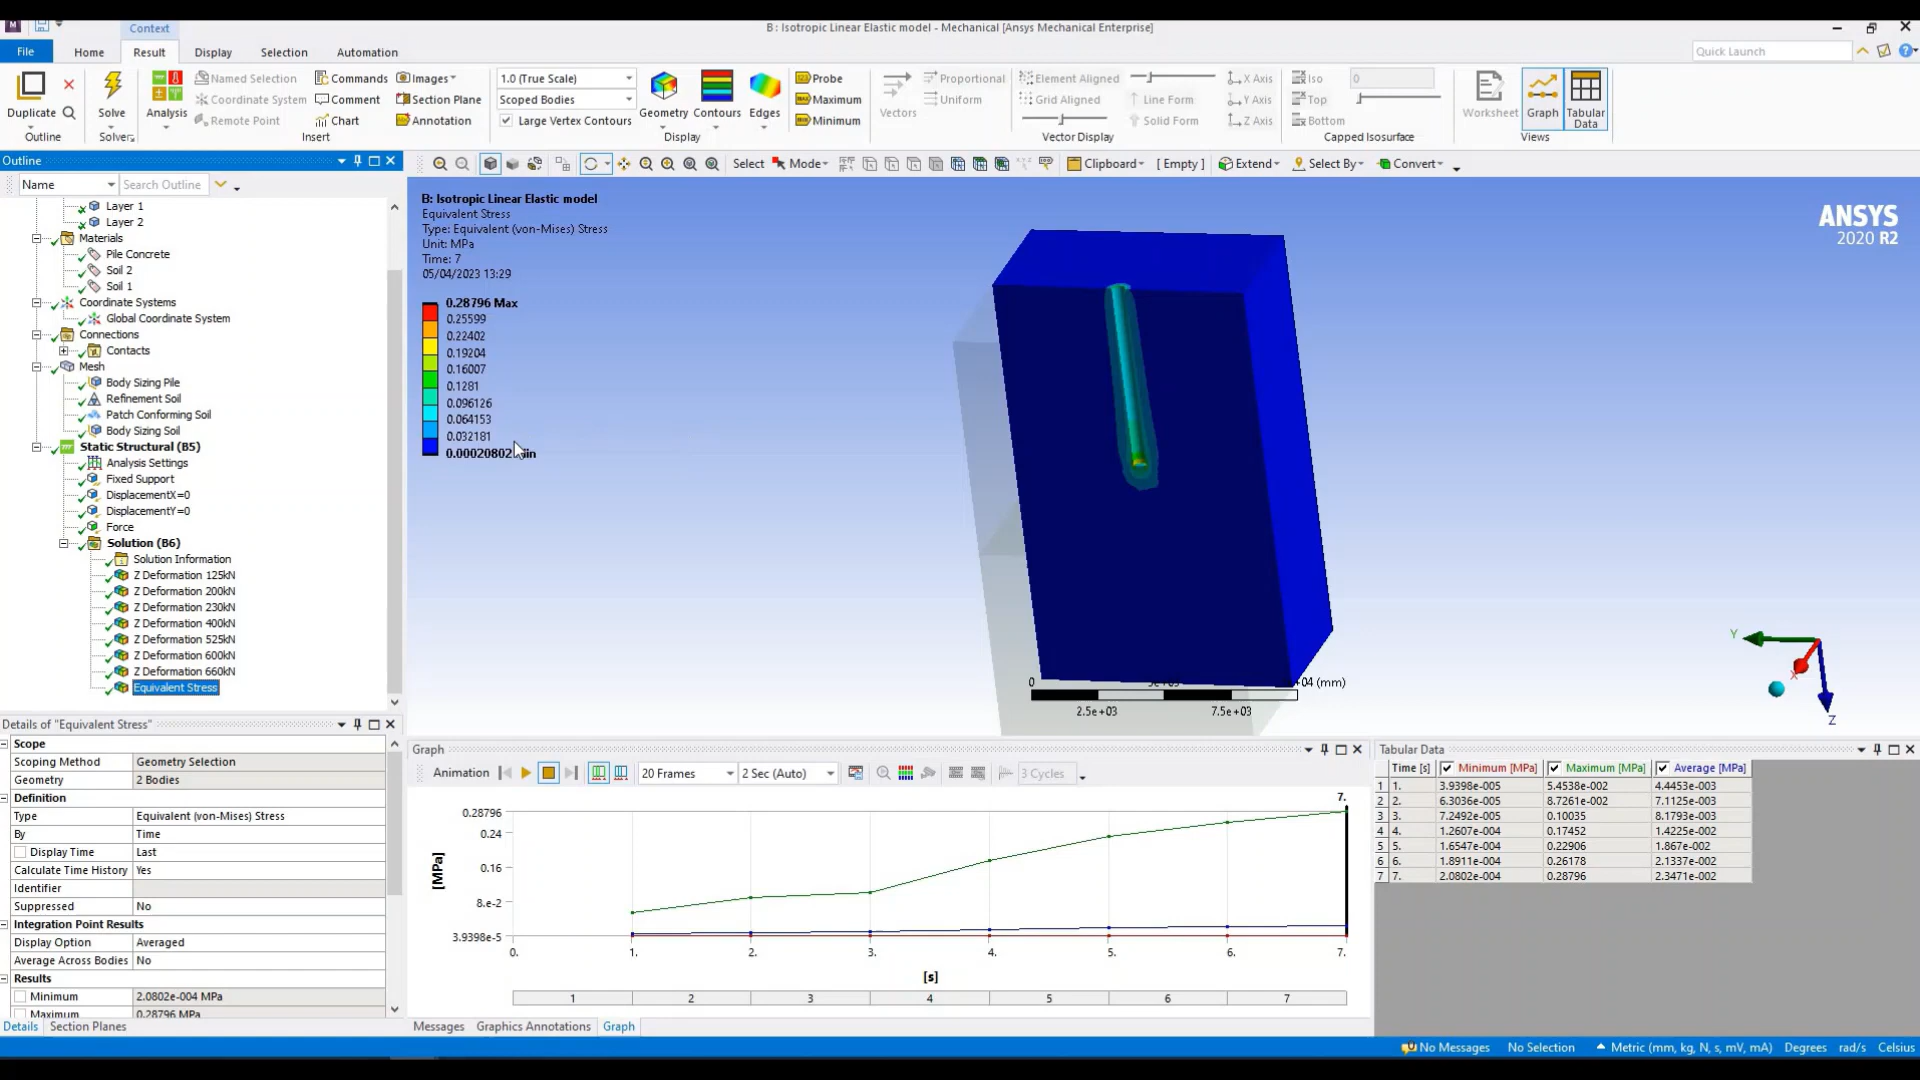 B : Isotropic Linear Elastic model - Mechanical [Ansys Mechanical Enterprise]
Context
File Home Result Display Selection Automation
Quick Launch
Duplicate
Outline
Solve
Solver
Analysis
Named Selection
Coordinate System
Remote Point
Commands
Comment
Chart
Images
Section Plane
Annotation
Insert
1.0 (True Scale)
Scoped Bodies
Large Vertex Contours
Geometry
Contours
Edges
Display
Probe
Maximum
Minimum
Vectors
Proportional
Uniform
Element Aligned
Grid Aligned
Line Form
Solid Form
X Axis
Y Axis
Z Axis
Vector Display
Iso
Top
Bottom
0
Capped Isosurface
Worksheet
Graph
Tabular Data
Views
Outline
Name
Search Outline
Select Mode Clipboard [ Empty ] Extend Select By Convert
Layer 1
Layer 2
Materials
Pile Concrete
Soil 2
Soil 1
Coordinate Systems
Global Coordinate System
Connections
Contacts
Mesh
Body Sizing Pile
Refinement Soil
Patch Conforming Soil
Body Sizing Soil
Static Structural (B5)
Analysis Settings
Fixed Support
DisplacementX=0
DisplacementY=0
Force
Solution (B6)
Solution Information
Z Deformation 125kN
Z Deformation 200kN
Z Deformation 230kN
Z Deformation 400kN
Z Deformation 525kN
Z Deformation 600kN
Z Deformation 660kN
Equivalent Stress
B: Isotropic Linear Elastic model
Equivalent Stress
Type: Equivalent (von-Mises) Stress
Unit: MPa
Time: 7
05/04/2023 13:29
0.28796 Max
0.25599
0.22402
0.19204
0.16007
0.1281
0.096126
0.064153
0.032181
0.00020802
ANSYS
2020 R2
Y
X
Z
0
(mm)
2.5e+03
7.5e+03
Details of "Equivalent Stress"
Scope
Scoping Method Geometry Selection
Geometry 2 Bodies
Definition
Type Equivalent (von-Mises) Stress
By Time
Display Time Last
Calculate Time History Yes
Identifier
Suppressed No
Integration Point Results
Display Option Averaged
Average Across Bodies No
Results
Minimum 2.0802e-004 MPa
Maximum 0.28796 MPa
Details Section Planes
Graph
Animation 20 Frames 2 Sec (Auto) 3 Cycles
7.
0.28796
0.24
0.16
8.e-2
3.9398e-5
[MPa]
0. 1. 2. 3. 4. 5. 6. 7.
[s]
1 2 3 4 5 6 7
Messages Graphics Annotations Graph
Tabular Data
Time [s] Minimum [MPa] Maximum [MPa] Average [MPa]
1 1. 3.9398e-005 5.4538e-002 4.4453e-003
2 2. 6.3036e-005 8.7261e-002 7.1125e-003
3 3. 7.2492e-005 0.10035 8.1793e-003
4 4. 1.2607e-004 0.17452 1.4225e-002
5 5. 1.6547e-004 0.22906 1.867e-002
6 6. 1.8911e-004 0.26178 2.1337e-002
7 7. 2.0802e-004 0.28796 2.3471e-002
No Messages No Selection Metric (mm, kg, N, s, mV, mA) Degrees rad/s Celsius